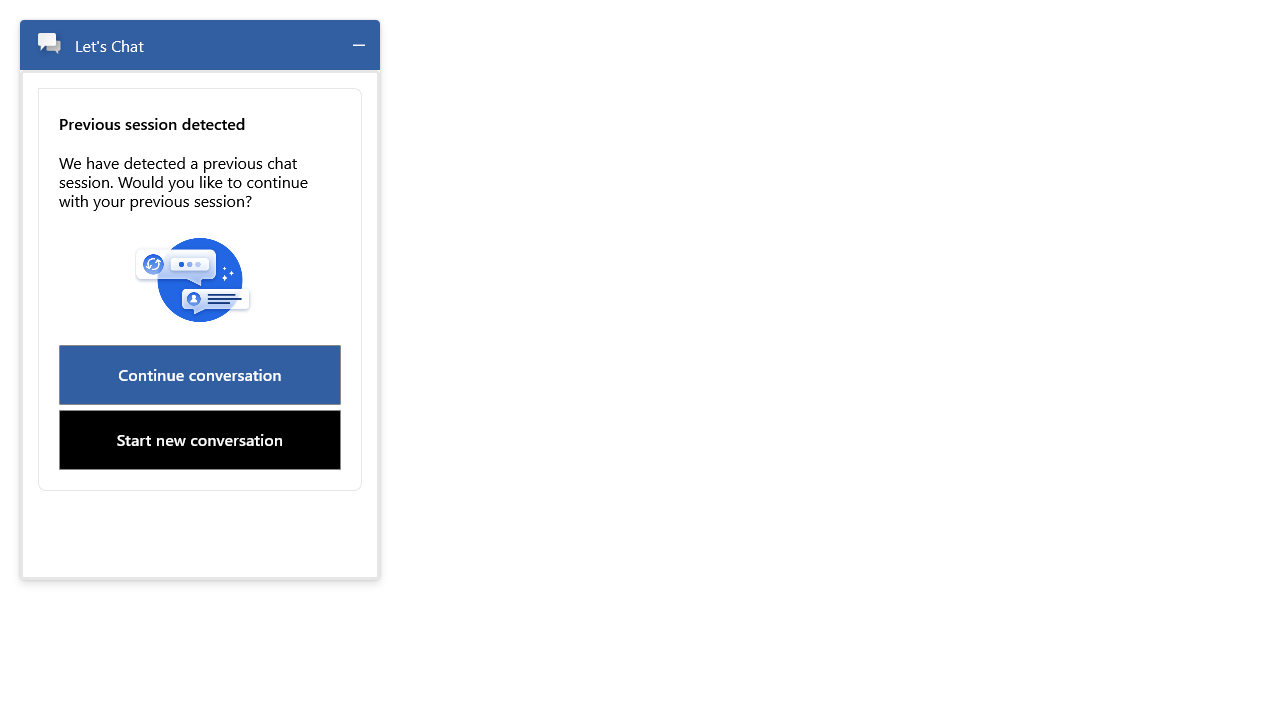 Let's Chat
Previous session detected
We have detected a previous chat
session. Would you like to continue
with your previous session?
Continue conversation
Start new conversation